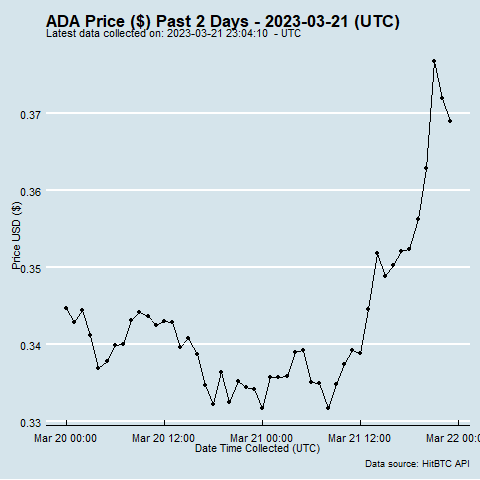 ADA Price ($) Past 2 Days - 2023-03-21 (UTC)
Latest data collected on: 2023-03-21 23:04:10 - UTC
0.37
0.36
0.35
0.34
0.33
Price USD ($)
Mar 20 00:00 Mar 20 12:00 Mar 21 00:00 Mar 21 12:00 Mar 22 00:0
Date Time Collected (UTC)
Data source: HitBTC API